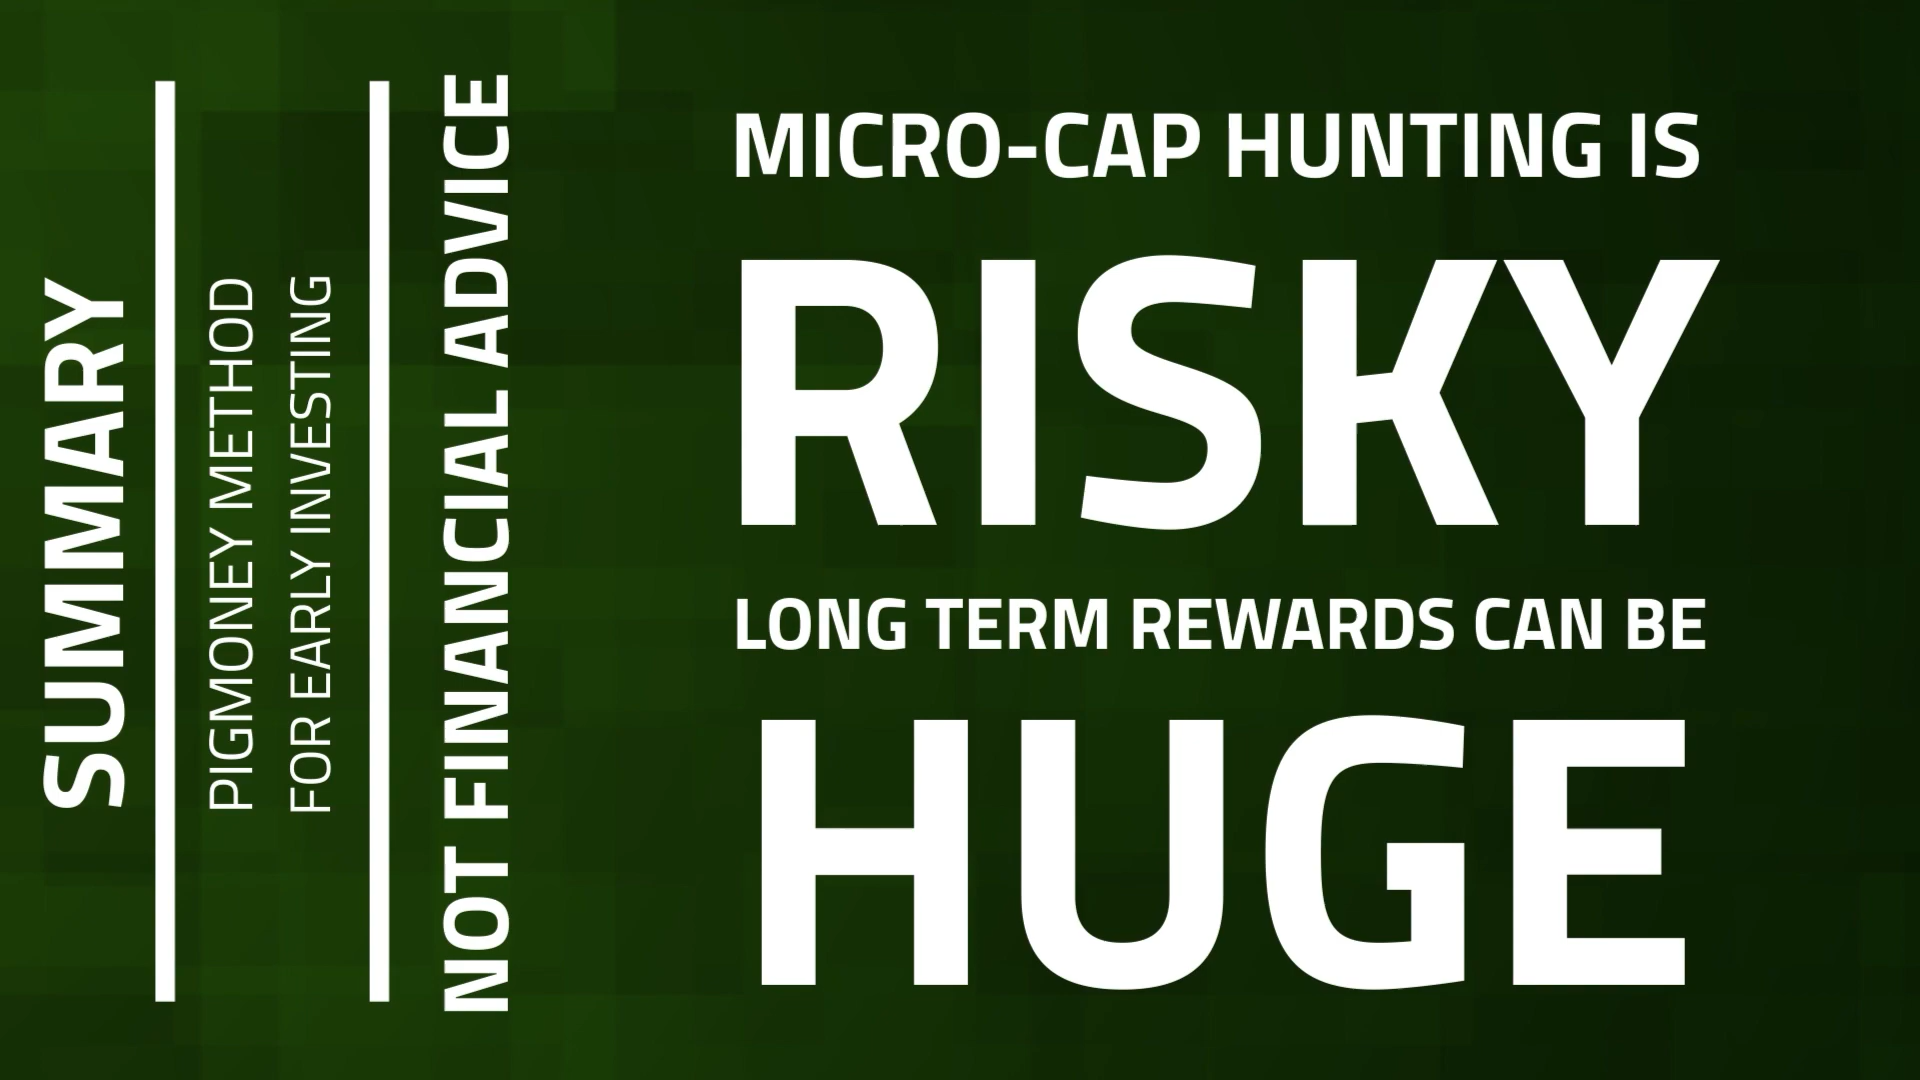 SUMMARY
PIGMONEY METHOD
FOR EARLY INVESTING
NOT FINANCIAL ADVICE
MICRO-CAP HUNTING IS
RISKY
LONG TERM REWARDS CAN BE
HUGE